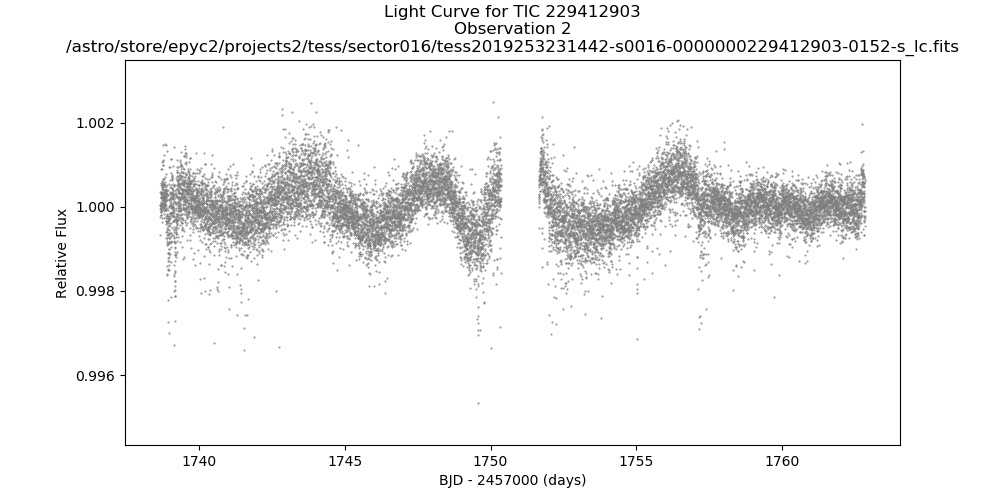 Light Curve for TIC 229412903
Observation 2
/astro/store/epyc2/projects2/tess/sector016/tess2019253231442-s0016-0000000229412903-0152-s_lc.fits
1.002
1.000
0.998
0.996
Relative Flux
1740
1745
1750
1755
1760
BJD - 2457000 (days)